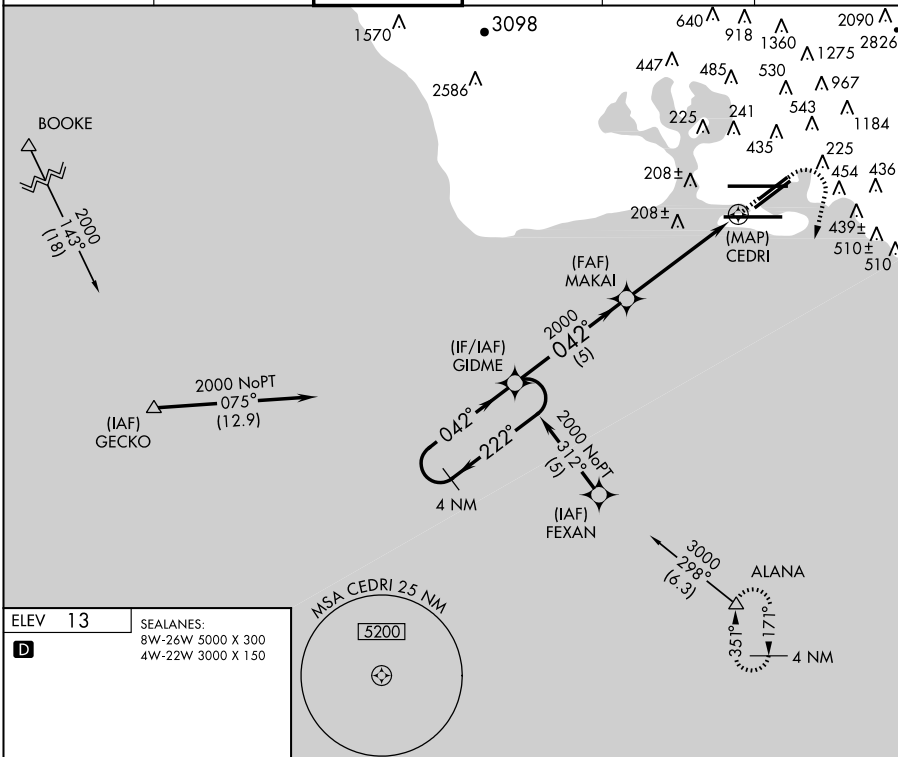 1570
3098
640
918
1360
2090
2826
2586
447
485
530
1275
967
225
241
435
543
1184
BOOKE
2000
143°
(18)
208±
208±
225
454
436
439±
510±
510
(MAP)
CEDRI
(FAF)
MAKAI
2000
042°
(5)
(IF/IAF)
GIDME
2000 NoPT
075°
(12.9)
(IAF)
GECKO
042°
222°
4 NM
2000 NoPT
312°
(5)
(IAF)
FEXAN
3000
298°
(6.3)
ALANA
351°
171°
4 NM
MSA CEDRI 25 NM
5200
ELEV 13
D
SEALANES:
8W-26W 5000 X 300
4W-22W 3000 X 150